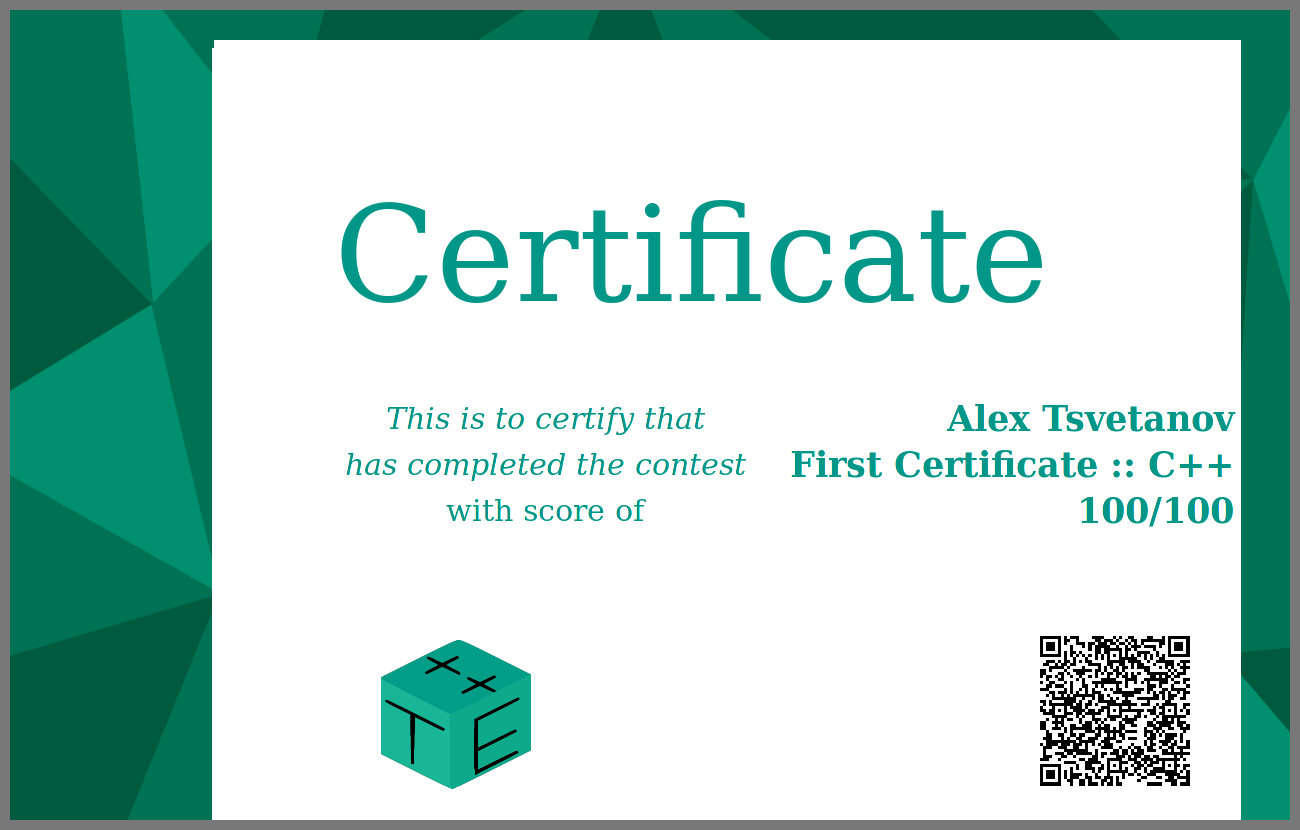 Certificate
This is to certify that Alex Tsvetanov
has completed the contest First Certificate :: C++
with score of 100/100
++
T E